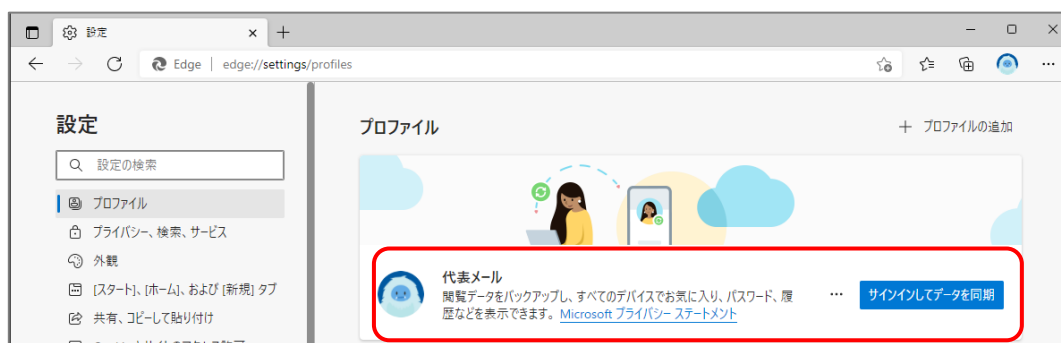 設定
Edge | edge://settings/profiles
設定
設定の検索
プロファイル
プライバシー、検索、サービス
外観
[スタート]、[ホーム]、および [新規] タブ
共有、コピーして貼り付け
プロファイル
プロファイルの追加
代表メール
閲覧データをバックアップし、すべてのデバイスでお気に入り、パスワード、履
歴などを表示できます。Microsoft プライバシー ステートメント
サインインしてデータを同期